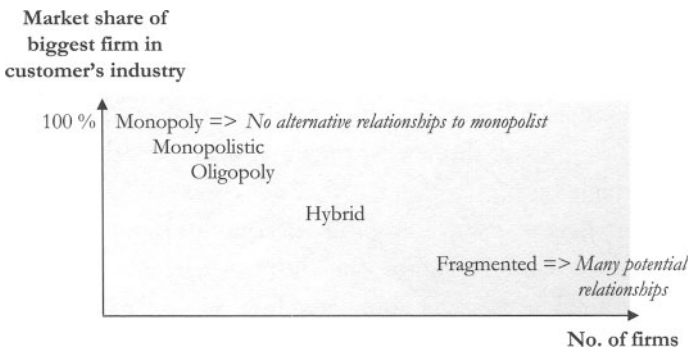 Market share of
biggest firm in
customer's industry
100 % Monopoly => No alternative relationships to monopolist
Monopolistic
Oligopoly
Hybrid
Fragmented => Many potential
relationships
No. of firms